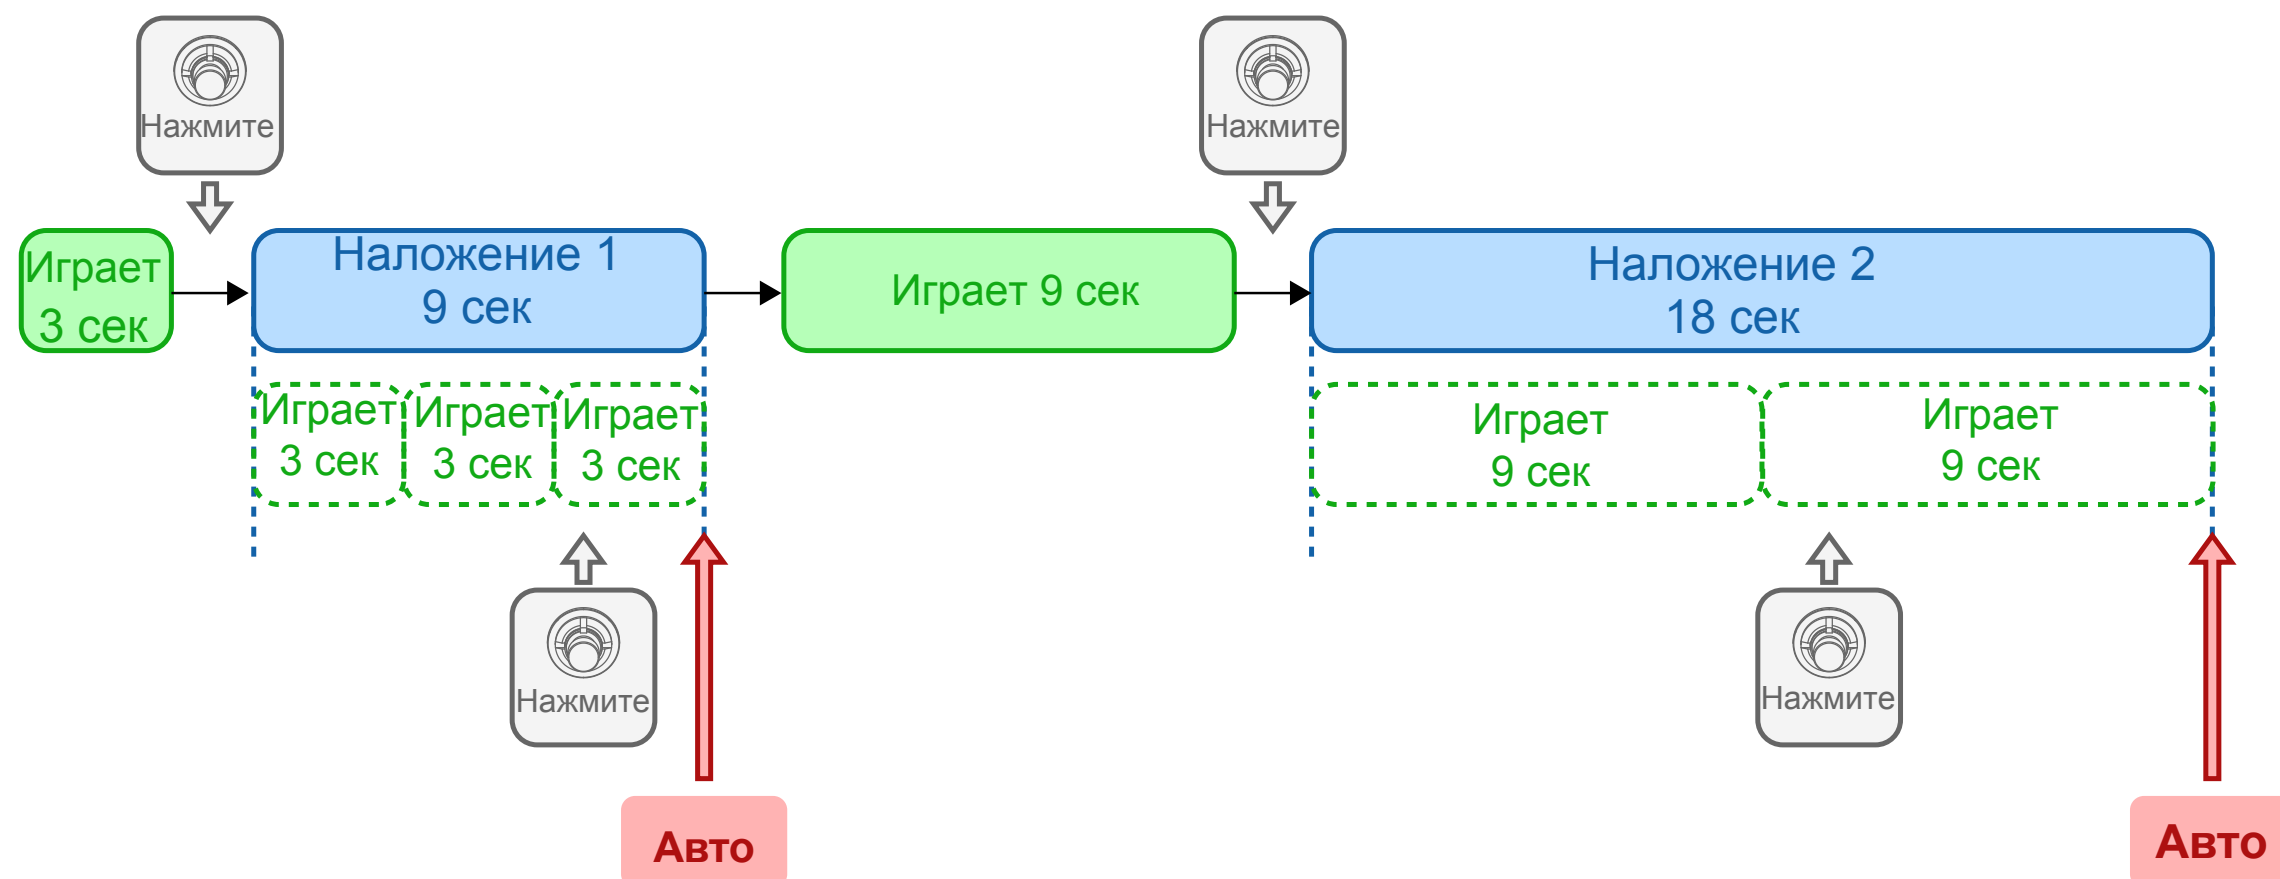 Нажмите
Нажмите
Играет
3 сек
Наложение 1
9 сек
Играет 9 сек
Наложение 2
18 сек
Играет
3 сек
Играет
3 сек
Играет
3 сек
Играет
9 сек
Играет
9 сек
Нажмите
Нажмите
Авто
Авто